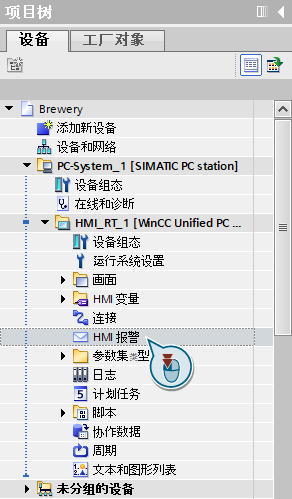 项目树
设备
工厂对象
Brewery
添加新设备
设备和网络
PC-System_1 [SIMATIC PC station]
设备组态
在线和诊断
HMI_RT_1 [WinCC Unified PC ...
设备组态
运行系统设置
画面
HMI 变量
连接
HMI 报警
参数集类型
日志
计划任务
脚本
协作数据
周期
文本和图形列表
未分组的设备